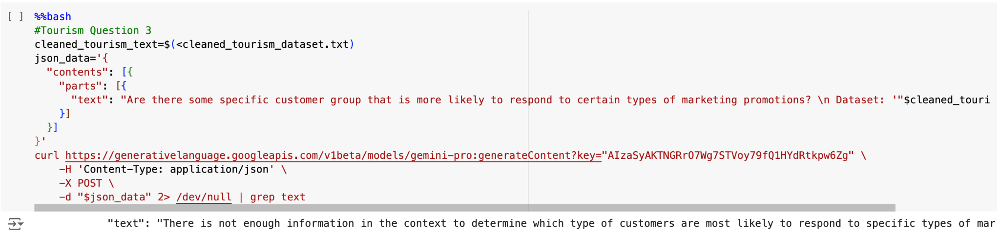 [ ] %%bash
#Tourism Question 3
cleaned_tourism_text=$(<cleaned_tourism_dataset.txt)
json_data='{
"contents": [{
"parts": [{
"text": "Are there some specific customer group that is more likely to respond to certain types of marketing promotions? \n Dataset: '"$cleaned_touri
}]
}]
}'
curl https://generativelanguage.googleapis.com/v1beta/models/gemini-pro:generateContent?key="AIzaSyAKTNGRrO7Wg7STVoy79fQ1HYdRtkpw6Zg" \
-H 'Content-Type: application/json' \
-X POST \
-d "$json_data" 2> /dev/null | grep text
"text": "There is not enough information in the context to determine which type of customers are most likely to respond to specific types of mar